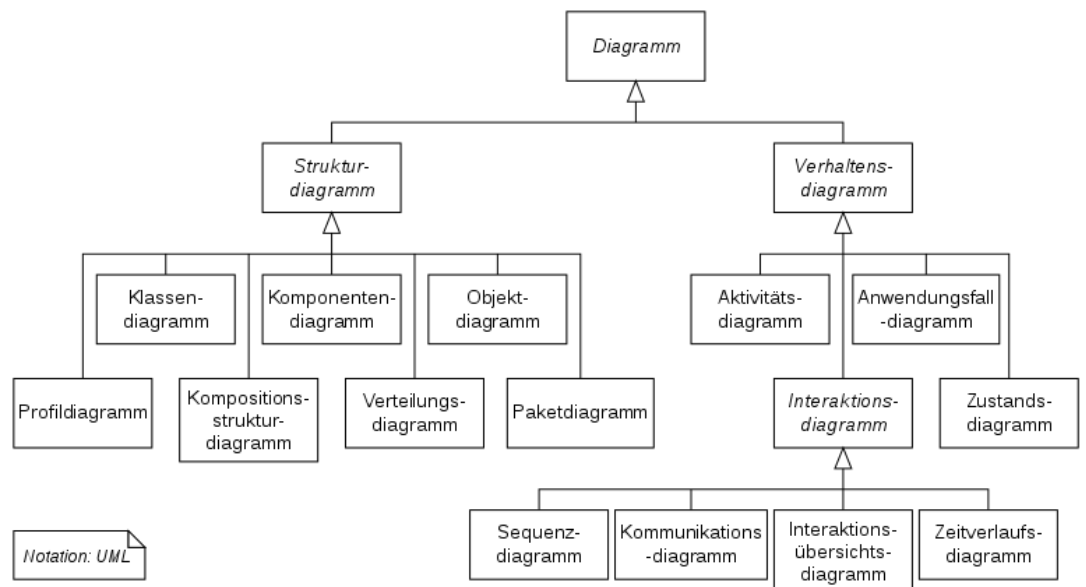 Diagramm
Struktur-
diagramm
Verhaltens-
diagramm
Klassen-
diagramm
Komponenten-
diagramm
Objekt-
diagramm
Aktivitäts-
diagramm
Anwendungsfall
-diagramm
Profildiagramm
Kompositions-
struktur-
diagramm
Verteilungs-
diagramm
Paketdiagramm
Interaktions-
diagramm
Zustands-
diagramm
Sequenz-
diagramm
Kommunikations
-diagramm
Interaktions-
übersichts-
diagramm
Zeitverlaufs-
diagramm
Notation: UML